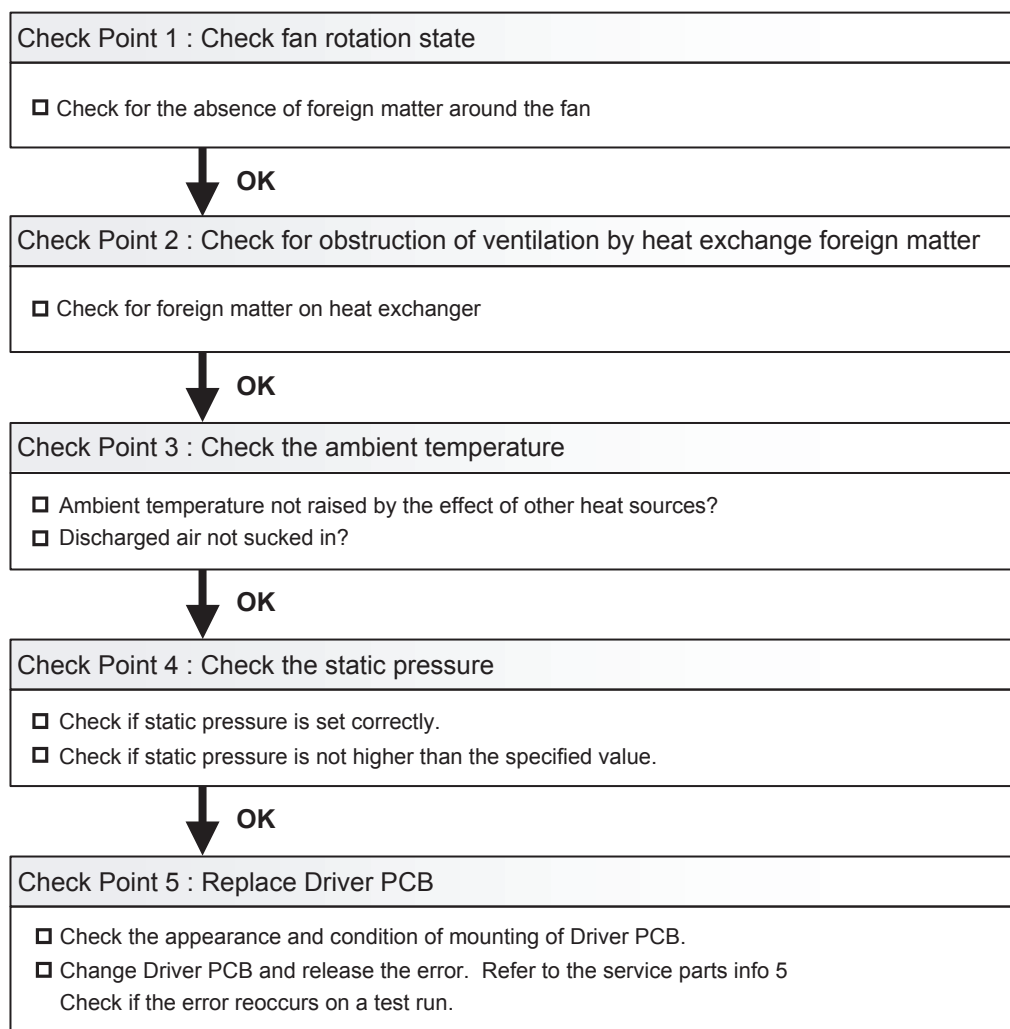 Check Point 1 : Check fan rotation state
Check for the absence of foreign matter around the fan
OK
Check Point 2 : Check for obstruction of ventilation by heat exchange foreign matter
Check for foreign matter on heat exchanger
OK
Check Point 3 : Check the ambient temperature
Ambient temperature not raised by the effect of other heat sources?
Discharged air not sucked in?
OK
Check Point 4 : Check the static pressure
Check if static pressure is set correctly.
Check if static pressure is not higher than the specified value.
OK
Check Point 5 : Replace Driver PCB
Check the appearance and condition of mounting of Driver PCB.
Change Driver PCB and release the error.  Refer to the service parts info 5
Check if the error reoccurs on a test run.